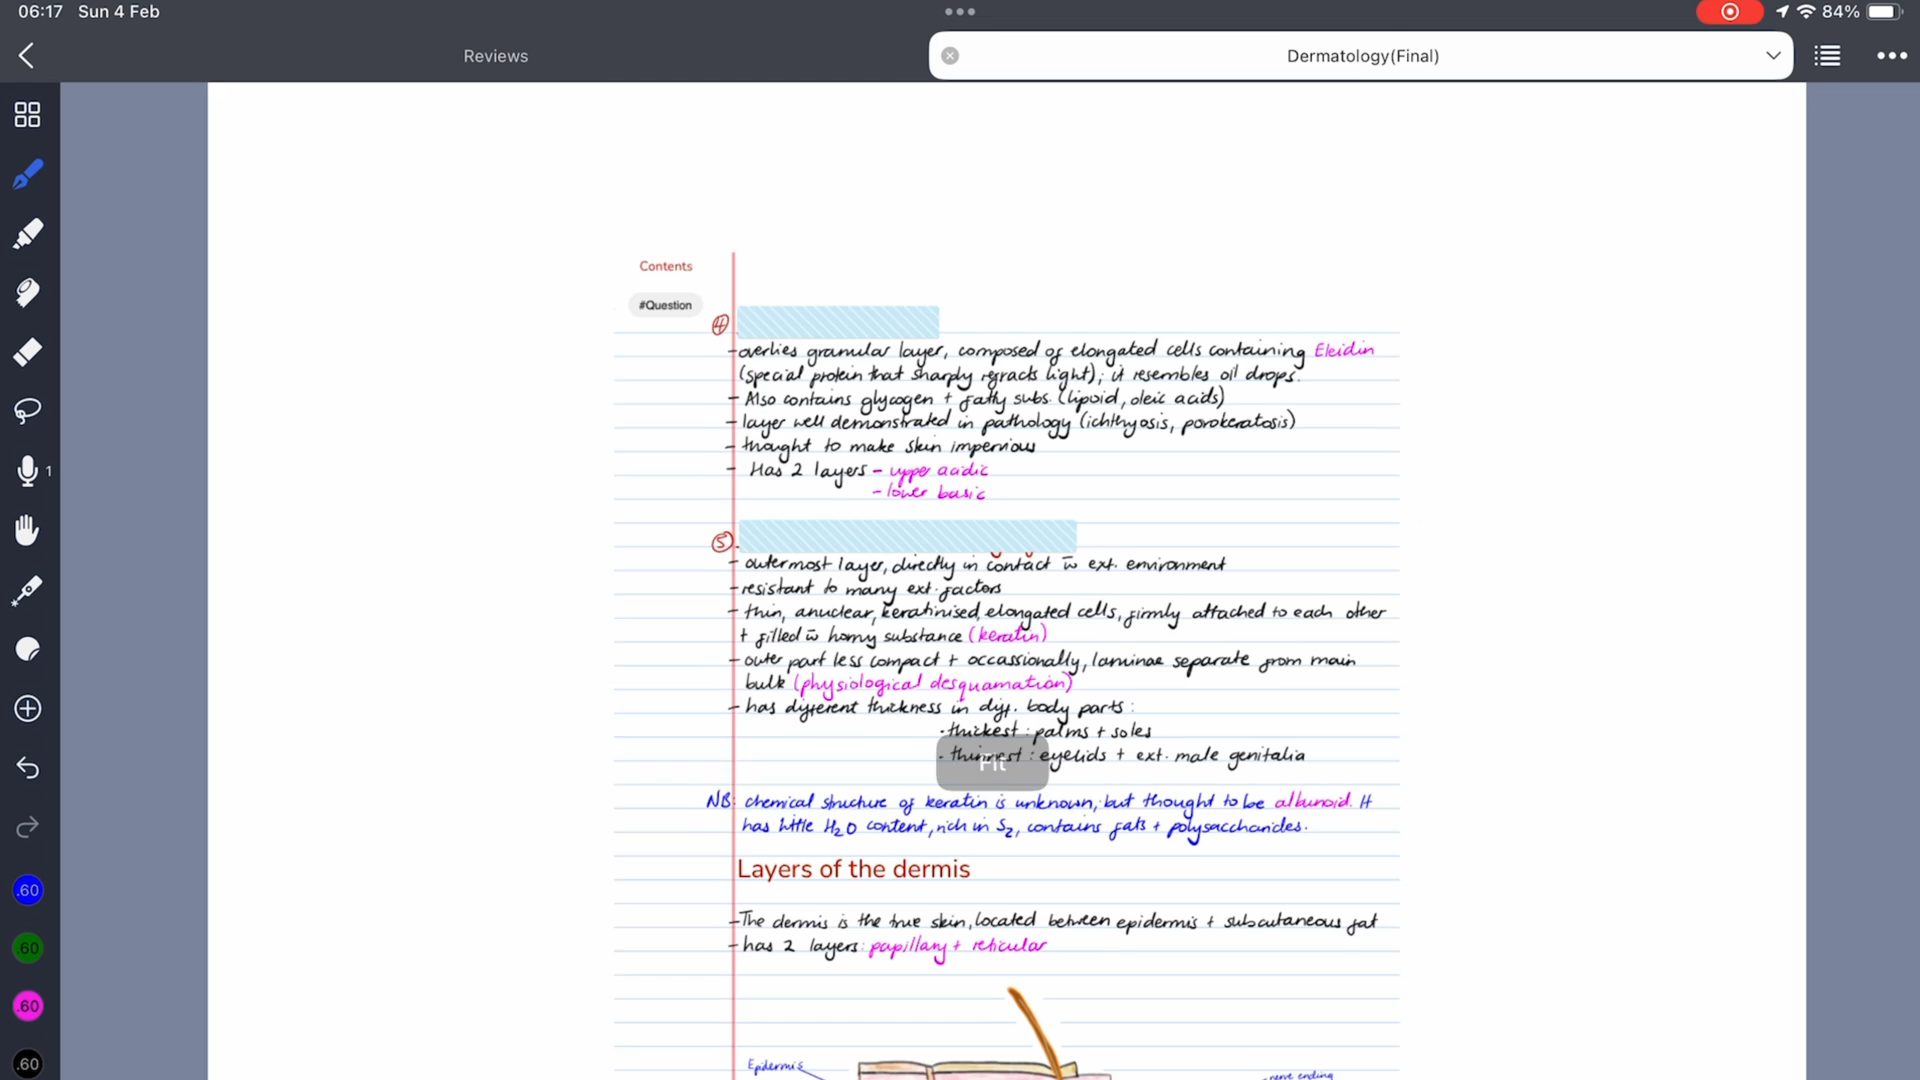 06:17 Sun 4 Feb
84%
Reviews
Dermatology(Final)
Contents
#Question
4
-overlies granular layer, composed of elongated cells containing Eleidin
(special protein that sharply refracts light); it resembles oil drops.
- Also contains glycogen + fatty subs. (lipoid, oleic acids)
- layer well demonstrated in pathology (ichthyosis, porokeratosis)
- thought to make skin impervious
- Has 2 layers - upper acidic
- lower basic
5.
- outermost layer, directly in contact w̄ ext. environment
- resistant to many ext. factors
- thin, anuclear, keratinised, elongated cells, firmly attached to each other
+ filled w̄ horny substance (keratin)
- outer part less compact + occassionally, laminae separate from main
bulk (physiological desquamation)
- has different thickness in diff. body parts:
·thickest : palms + soles
· thinnest : eyelids + ext. male genitalia
Fit
NB: chemical structure of keratin is unknown, but thought to be albunoid. It
has little H2O content, rich in S2, contains fats + polysaccharides.
Layers of the dermis
-The dermis is the true skin, located between epidermis + subcutaneous fat
- has 2 layers: papillary + reticular
Epidermis
-nerve ending
1
.60
.60
.60
.60